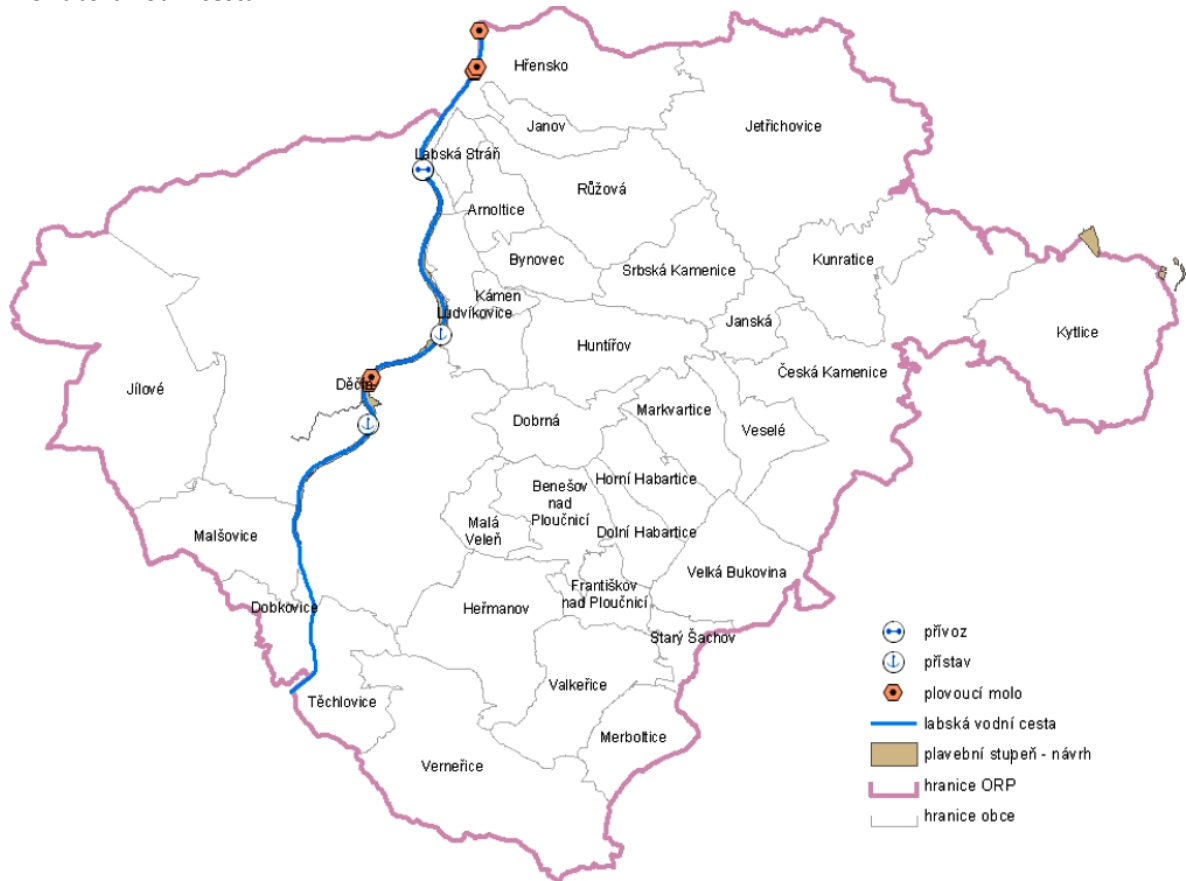 Hřensko
Janov
Jetřichovice
Labská Stráň
Růžová
Arnoltice
Bynovec
Srbská Kamenice
Kunratice
Kámen
Ludvíkovice
Janská
Kytlice
Huntířov
Jílové
Česká Kamenice
Markvartice
Dobrná
Veselé
Horní Habartice
Benešov
nad
Ploučnicí
Malá
Veleň
Dolní Habartice
Malšovice
Velká Bukovina
Františkov
nad Ploučnicí
Heřmanov
Dobkovice
Starý Šachov
Valkeřice
Těchlovice
Merboltice
Verneřice
přívoz
přístav
plovoucí molo
labská vodní cesta
plavební stupeň - návrh
hranice ORP
hranice obce